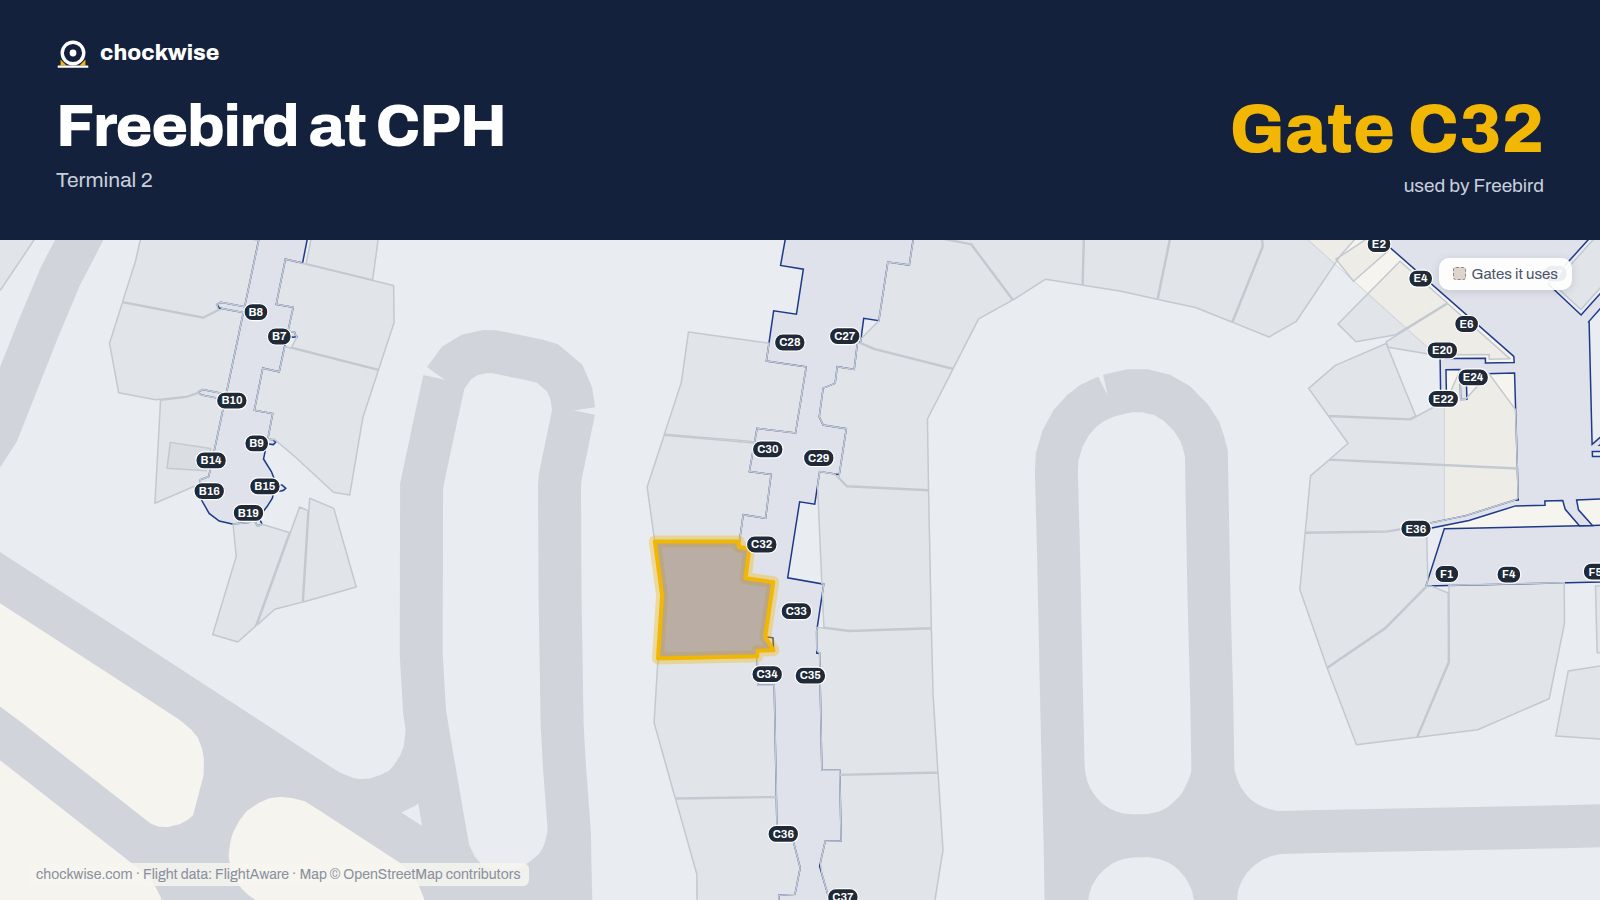 chockwise
Freebird at CPH
Terminal 2
Gate C32
used by Freebird
Gates it uses
E2
E4
B8
B7
C28
C27
E6
E20
E24
E22
B10
B9
C30
C29
B14
B15
B16
B19
E36
C32
F1
F4
C33
C34
C35
C36
C37
chockwise.com · Flight data: FlightAware · Map © OpenStreetMap contributors